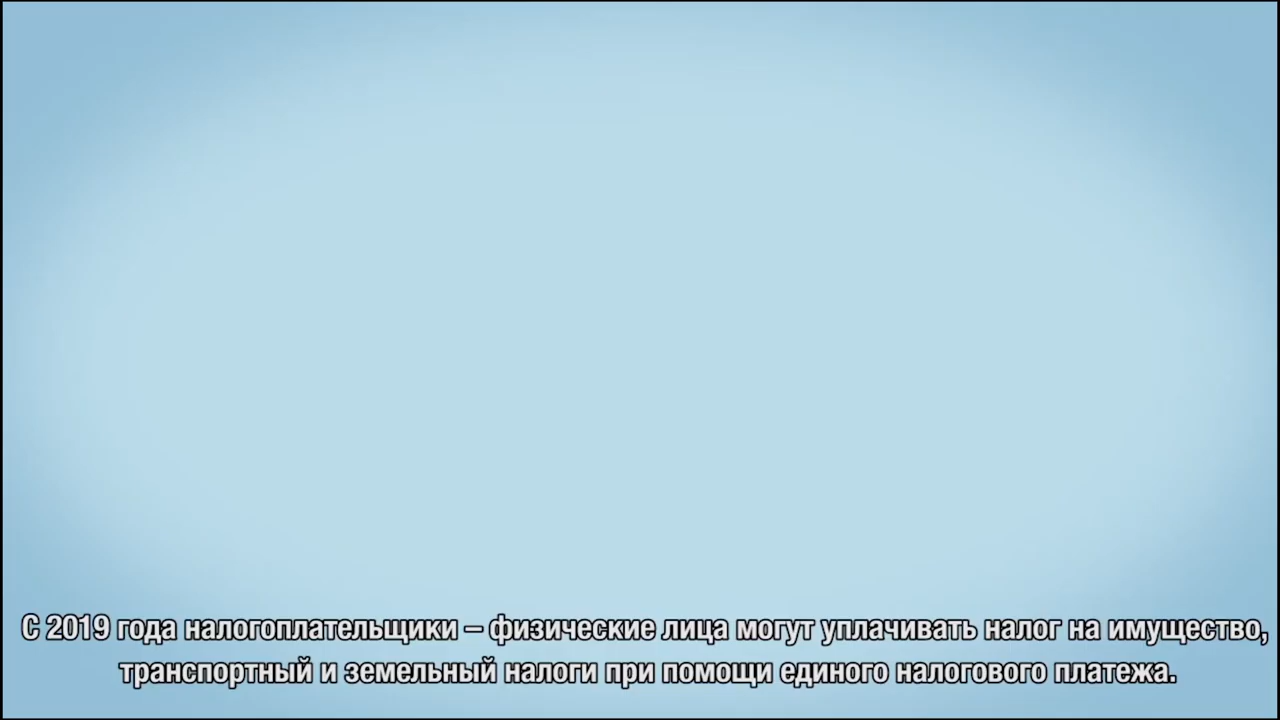 С 2019 года налогоплательщики – физические лица могут уплачивать налог на имущество,
транспортный и земельный налоги при помощи единого налогового платежа.